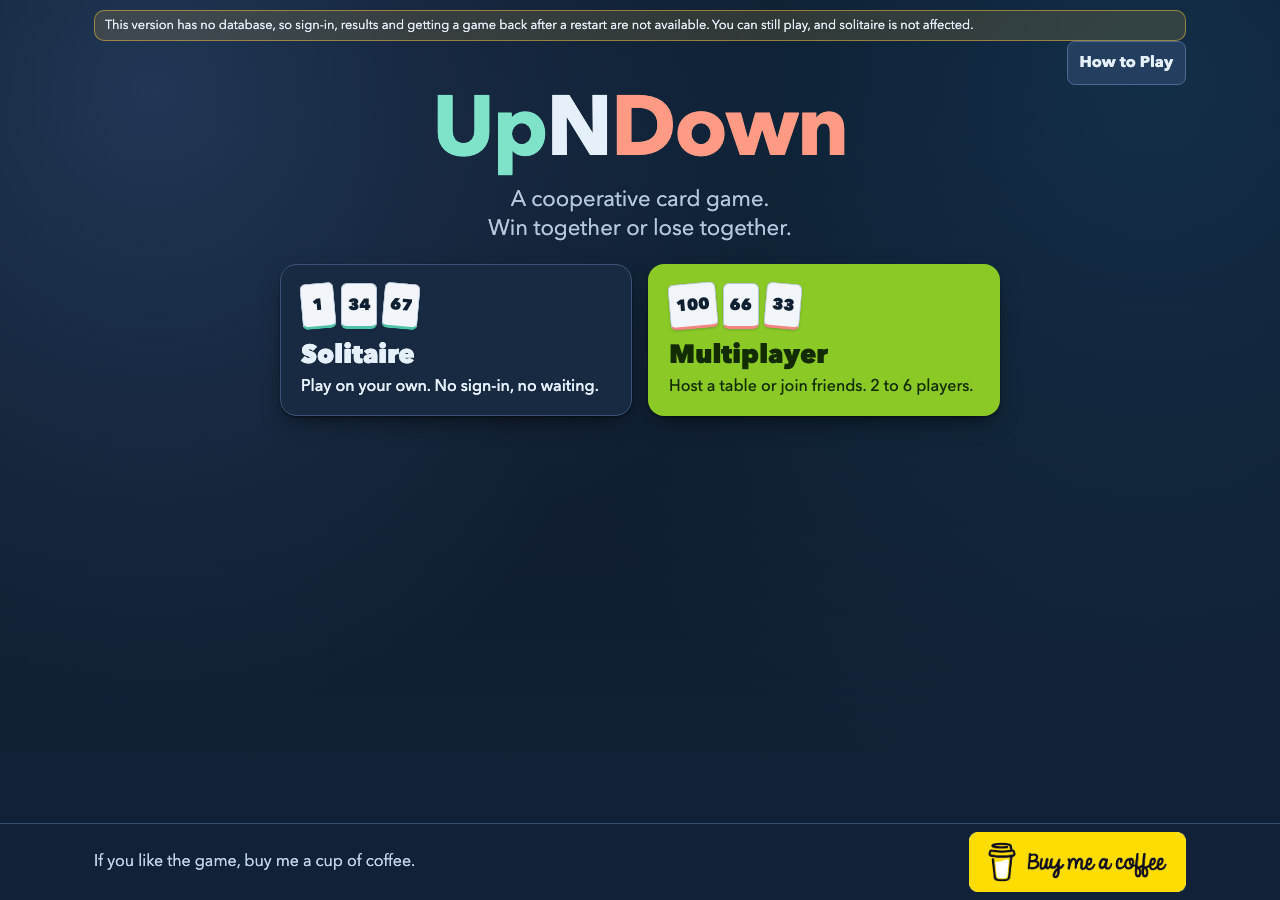 This version has no database, so sign-in, results and getting a game back after a restart are not available. You can still play, and solitaire is not affected.
How to Play
UpNDown
A cooperative card game.
Win together or lose together.
1 34 67
Solitaire
Play on your own. No sign-in, no waiting.
100 66 33
Multiplayer
Host a table or join friends. 2 to 6 players.
If you like the game, buy me a cup of coffee.
Buy me a coffee